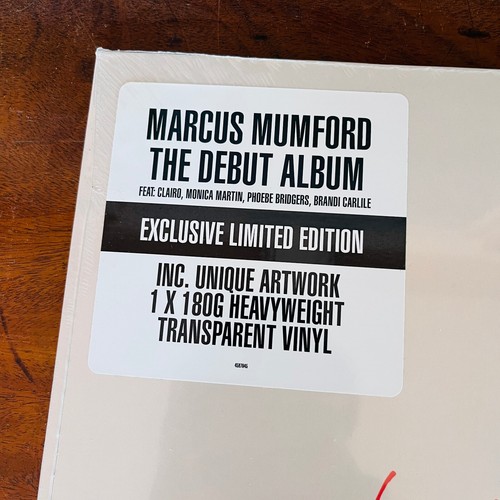 MARCUS MUMFORD
THE DEBUT ALBUM
FEAT: CLAIRO, MONICA MARTIN, PHOEBE BRIDGERS, BRANDI CARLILE
EXCLUSIVE LIMITED EDITION
INC. UNIQUE ARTWORK
1 X 180G HEAVYWEIGHT
TRANSPARENT VINYL